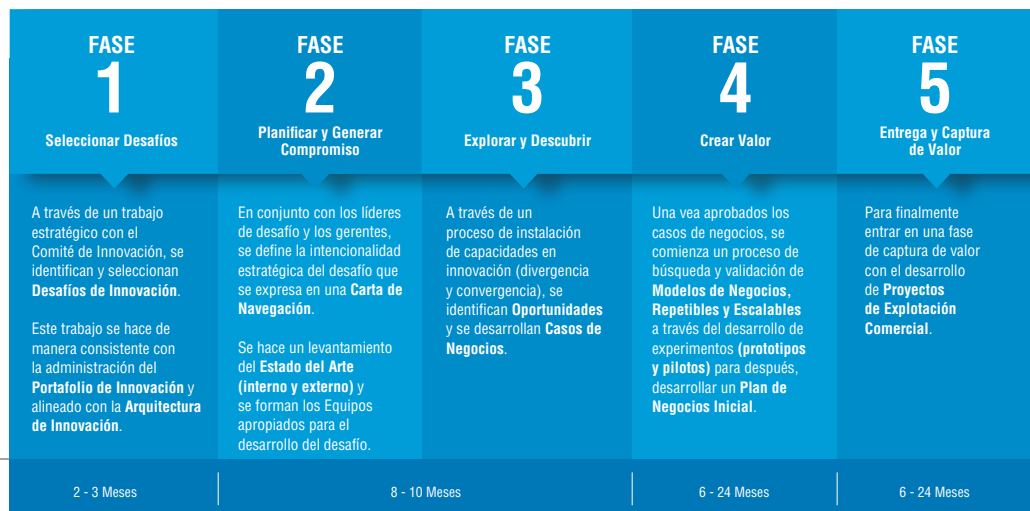 FASE
1
Seleccionar Desafíos
A través de un trabajo
estratégico con el
Comité de Innovación, se
identifican y seleccionan
Desafíos de Innovación.
Este trabajo se hace de
manera consistente con
la administración del
Portafolio de Innovación y
alineado con la Arquitectura
de Innovación.
FASE
2
Planificar y Generar
Compromiso
En conjunto con los líderes
de desafío y los gerentes,
se define la intencionalidad
estratégica del desafío que
se expresa en una Carta de
Navegación.
Se hace un levantamiento
del Estado del Arte
(interno y externo) y
se forman los Equipos
apropiados para el
desarrollo del desafío.
FASE
3
Explorar y Descubrir
A través de un
proceso de instalación
de capacidades en
innovación (divergencia
y convergencia), se
identifican Oportunidades
y se desarrollan Casos de
Negocios.
FASE
4
Crear Valor
Una vea aprobados los
casos de negocios, se
comienza un proceso de
búsqueda y validación de
Modelos de Negocios,
Repetibles y Escalables
a través del desarrollo de
experimentos (prototipos
y pilotos) para después,
desarrollar un Plan de
Negocios Inicial.
FASE
5
Entrega y Captura
de Valor
Para finalmente
entrar en una fase
de captura de valor
con el desarrollo
de Proyectos
de Explotación
Comercial.
2 - 3 Meses
8 - 10 Meses
6 - 24 Meses
6 - 24 Meses